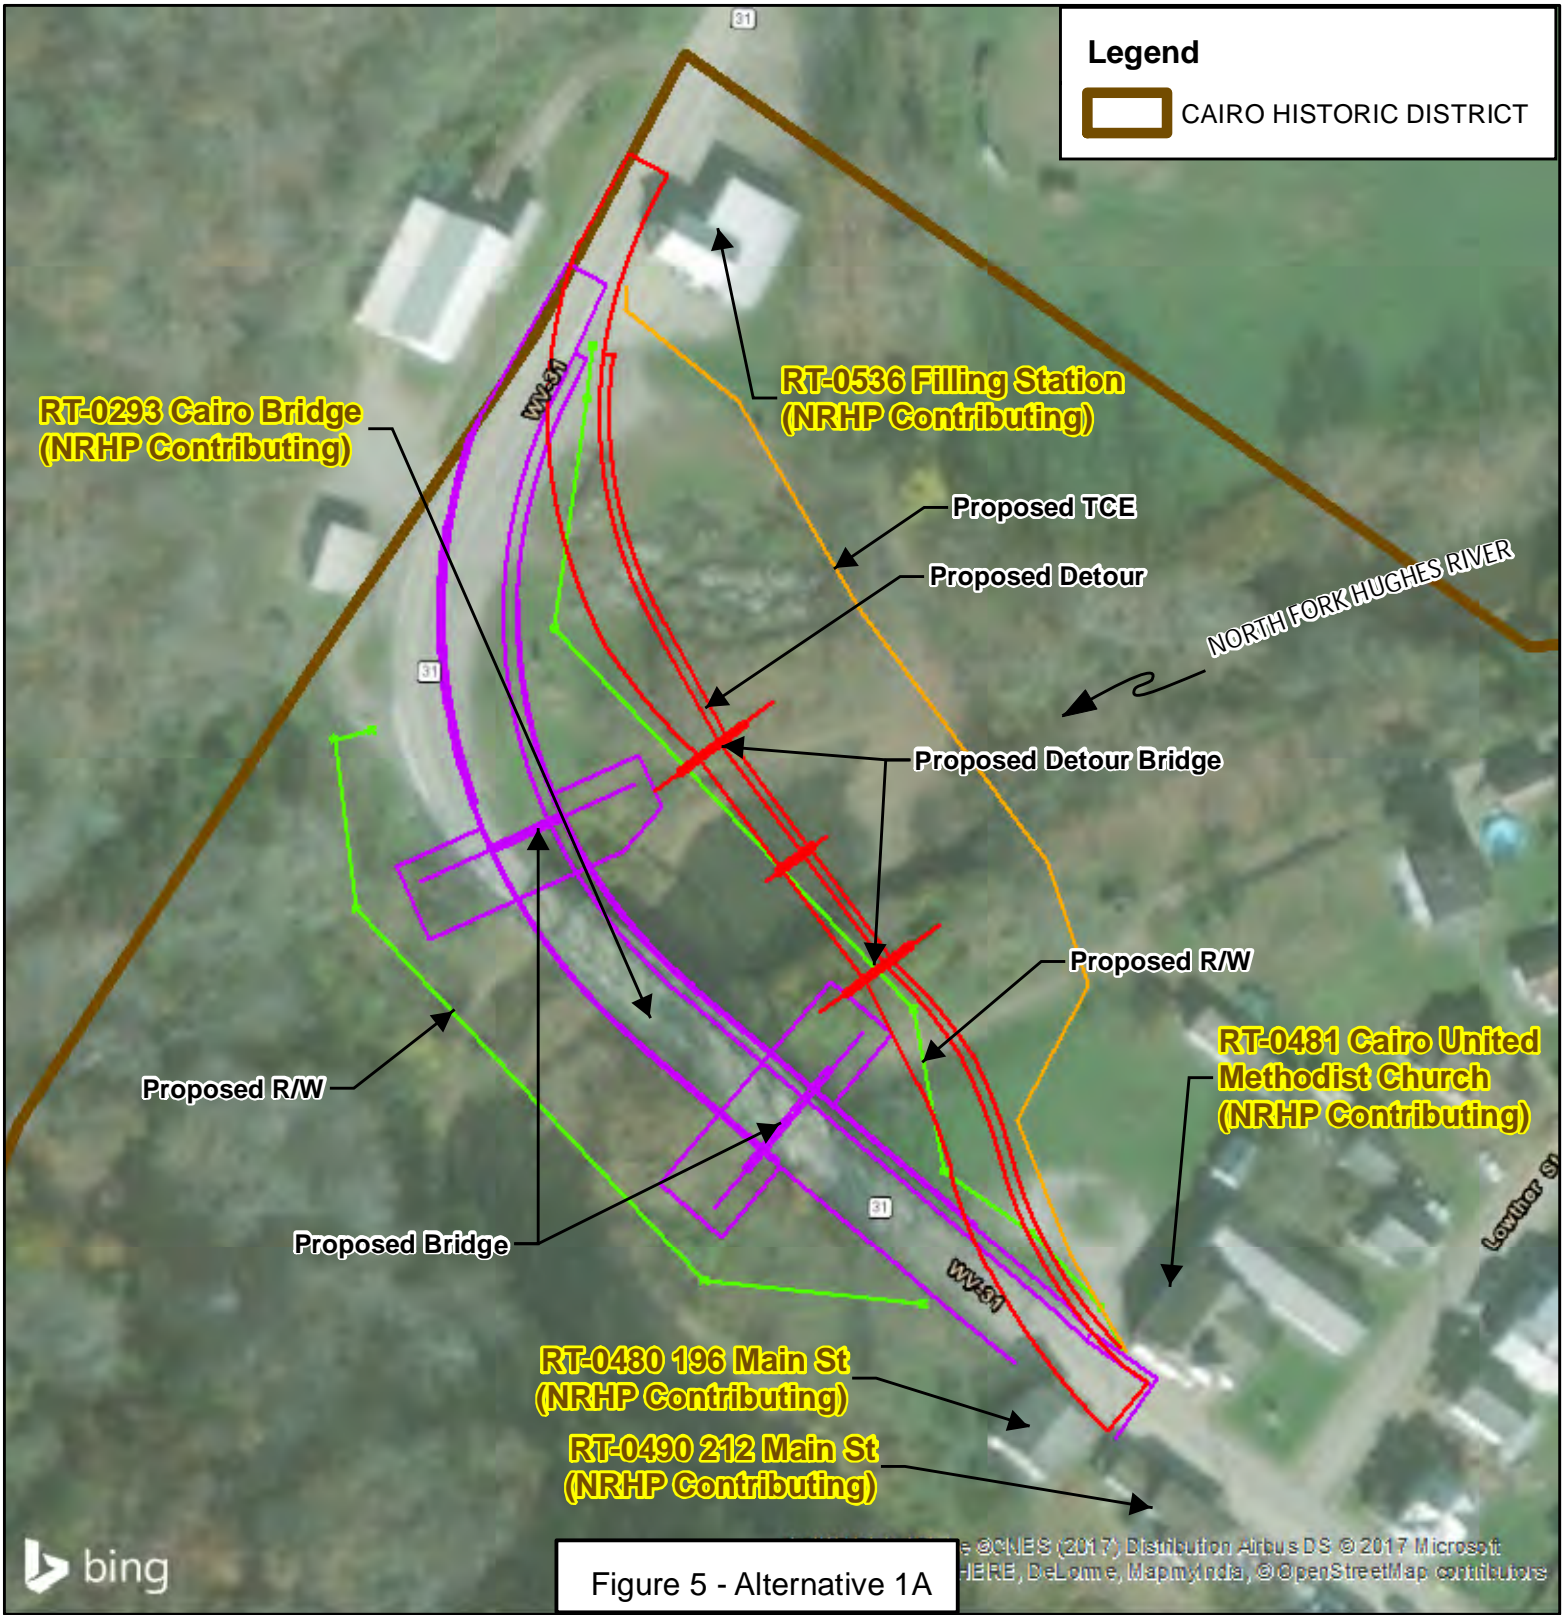 31
Legend
CAIRO HISTORIC DISTRICT
RT-0536 Filling Station
(NRHP Contributing)
WV-31
RT-0293 Cairo Bridge
(NRHP Contributing)
Proposed TCE
Proposed Detour
NORTH FORK HUGHES RIVER
31
Proposed Detour Bridge
Proposed R/W
RT-0481 Cairo United
Methodist Church
(NRHP Contributing)
Proposed R/W
Lowther St
31
Proposed Bridge
WV-31
RT-0480 196 Main St
(NRHP Contributing)
RT-0490 212 Main St
(NRHP Contributing)
bing
Figure 5 - Alternative 1A
©CNES (2017) Distribution Airbus DS © 2017 Microsoft
HERE, DeLorme, MapmyIndia, © OpenStreetMap contributors